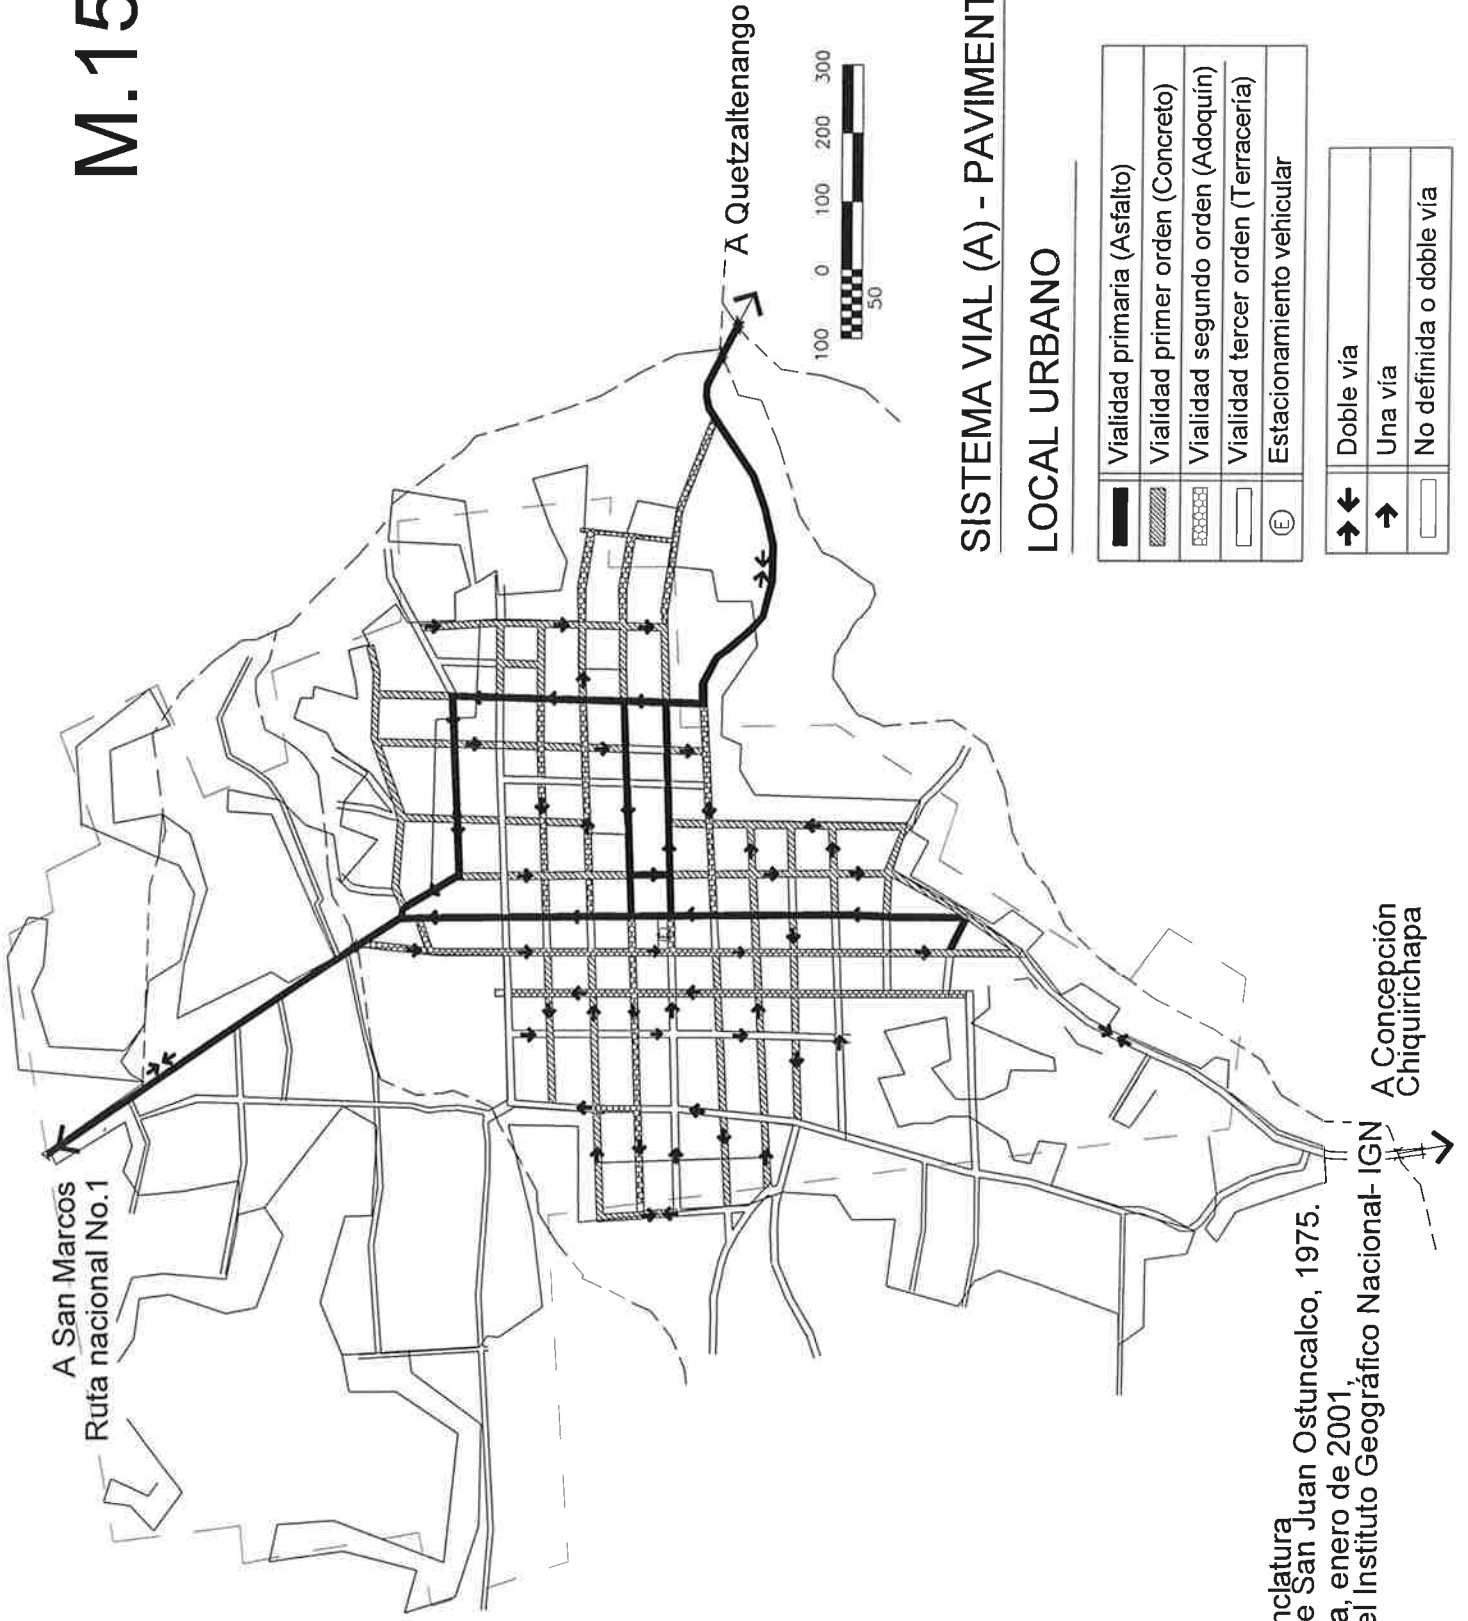 M.15
A San Marcos
Ruta nacional No.1
A Quetzaltenango
100 0 100 200 300
50
SISTEMA VIAL (A) - PAVIMENT
LOCAL URBANO
Vialidad primaria (Asfalto)
Vialidad primer orden (Concreto)
Vialidad segundo orden (Adoquín)
Vialidad tercer orden (Terracería)
E Estacionamiento vehicular
Doble vía
Una vía
No definida o doble vía
A Concepción
Chiquirichapa
nclatura
e San Juan Ostuncalco, 1975.
a, enero de 2001,
el Instituto Geográfico Nacional- IGN